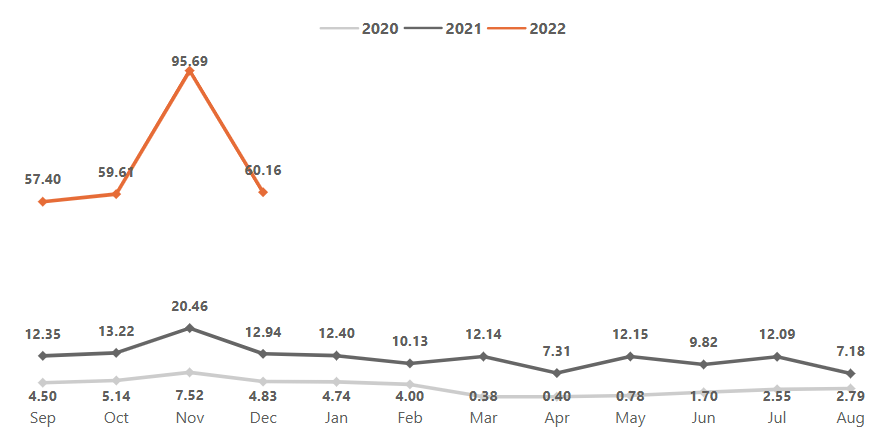 2020 2021 2022
95.69
57.40 59.61 60.16
12.35 13.22 20.46 12.94 12.40 10.13 12.14 7.31 12.15 9.82 12.09 7.18
4.50 5.14 7.52 4.83 4.74 4.00 0.38 0.40 0.78 1.70 2.55 2.79
Sep Oct Nov Dec Jan Feb Mar Apr May Jun Jul Aug